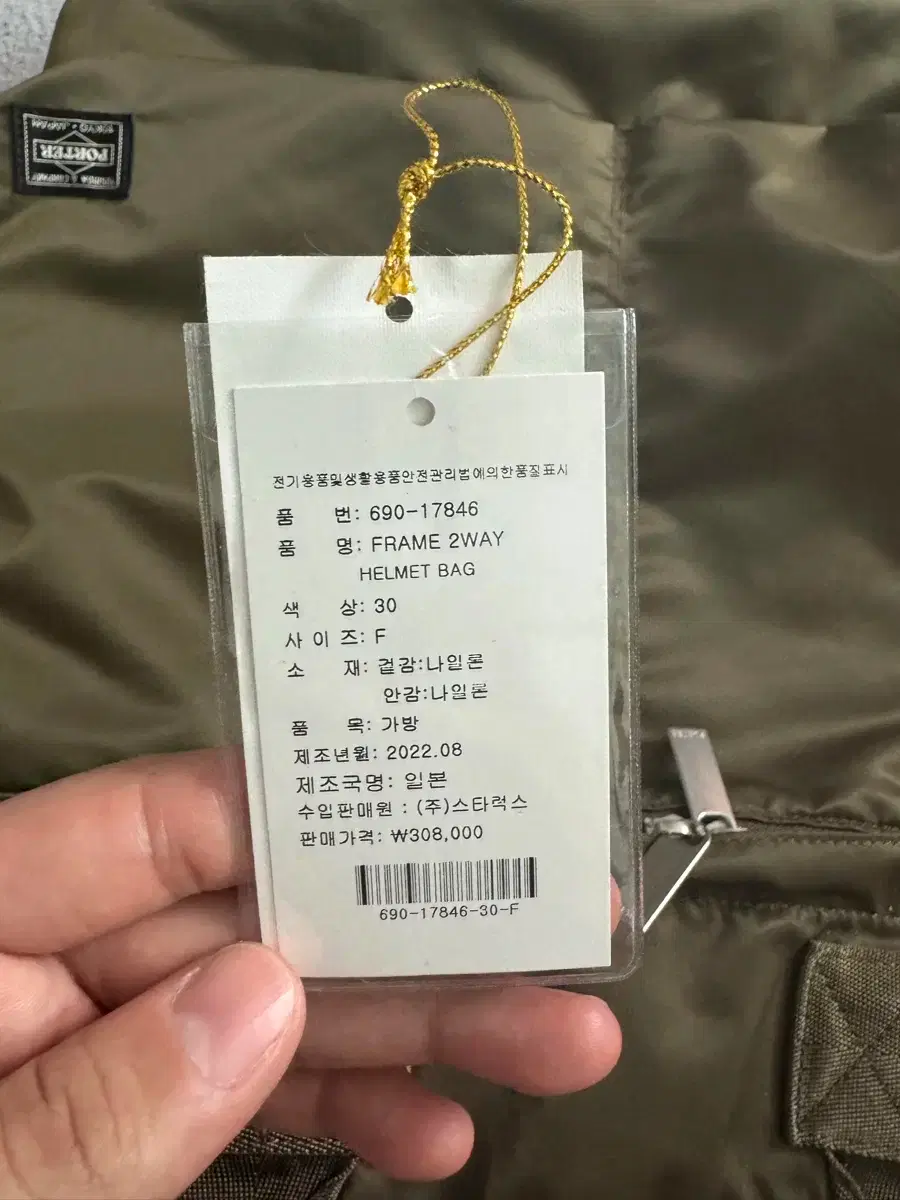 TOKYO・JAPAN
PORTER
YOSHIDA & COMPANY
전기용품및생활용품안전관리법에의한품질표시
품 번: 690-17846
품 명: FRAME 2WAY
HELMET BAG
색 상: 30
사 이 즈: F
소 재: 겉감:나일론
안감:나일론
품 목: 가방
제조년월: 2022.08
제조국명: 일본
수입판매원 : (주)스타럭스
판매가격: ₩308,000
690-17846-30-F